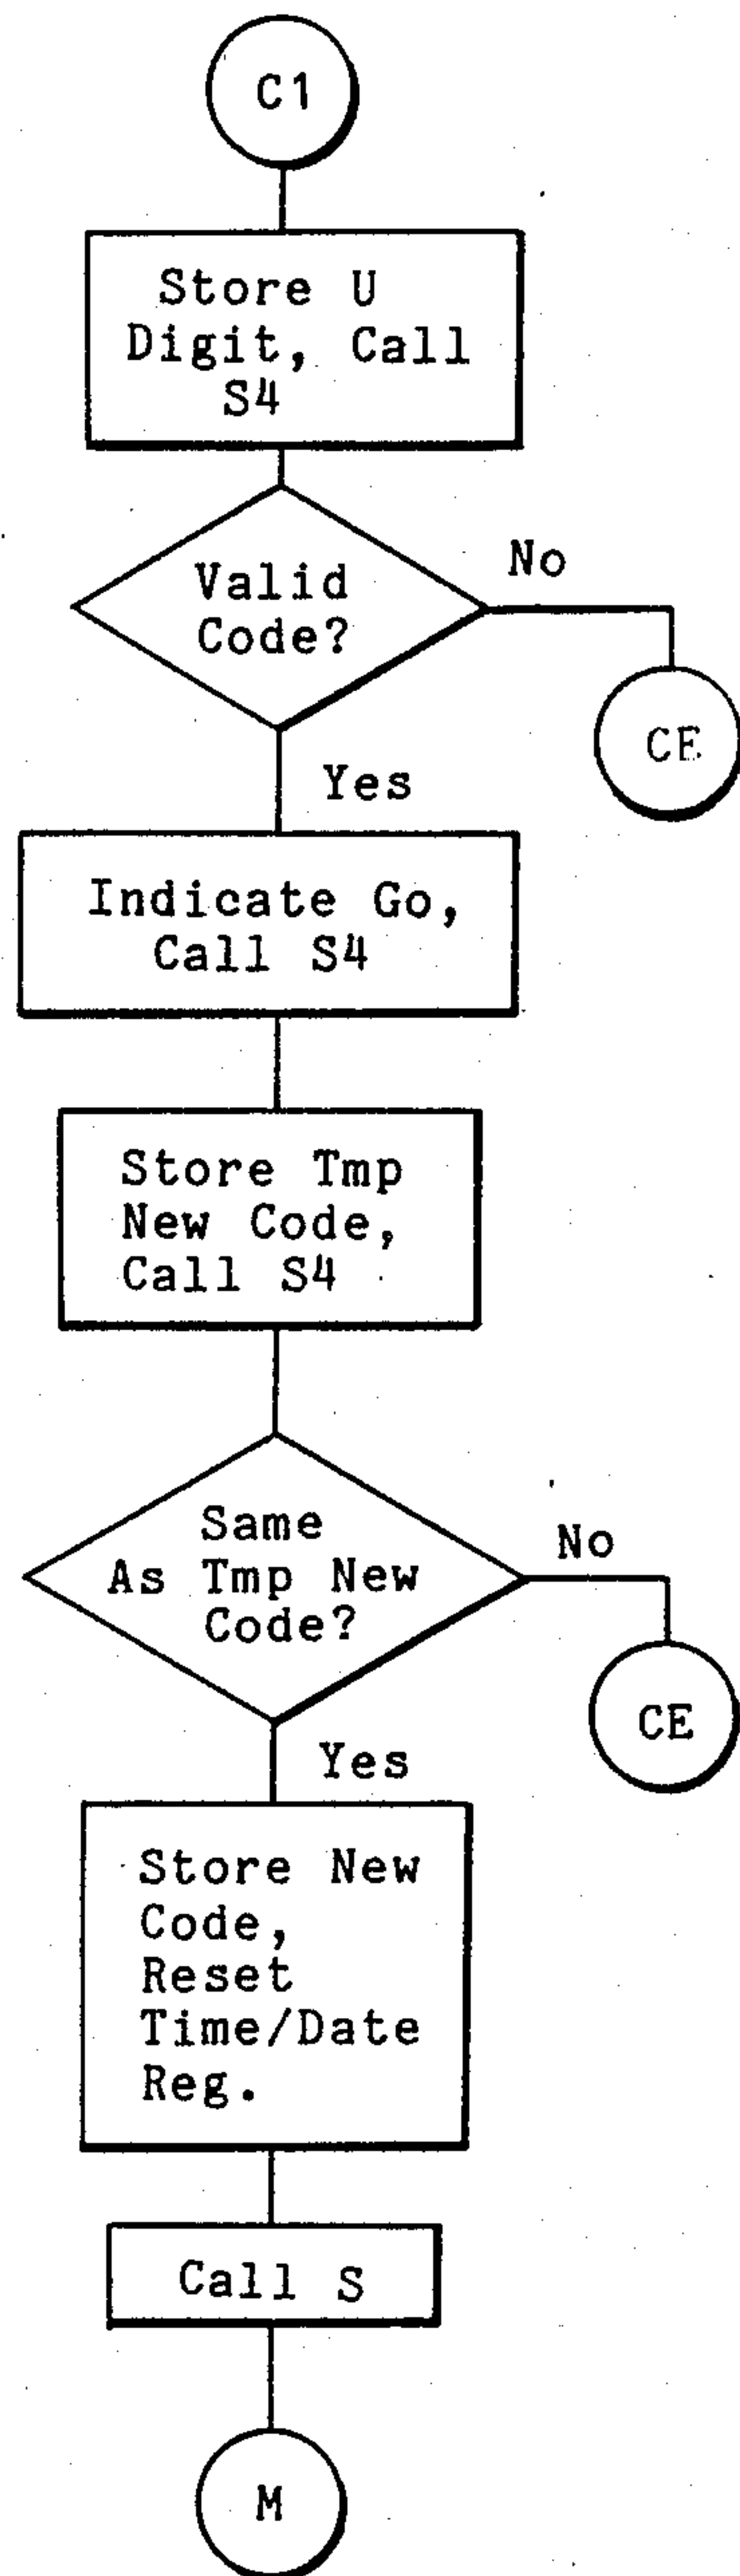 C1
Store U
Digit, Call
S4
Valid
Code?
No
CE
Yes
Indicate Go,
Call S4
Store Tmp
New Code,
Call S4
Same
As Tmp New
Code?
No
CE
Yes
Store New
Code,
Reset
Time/Date
Reg.
Call S
M